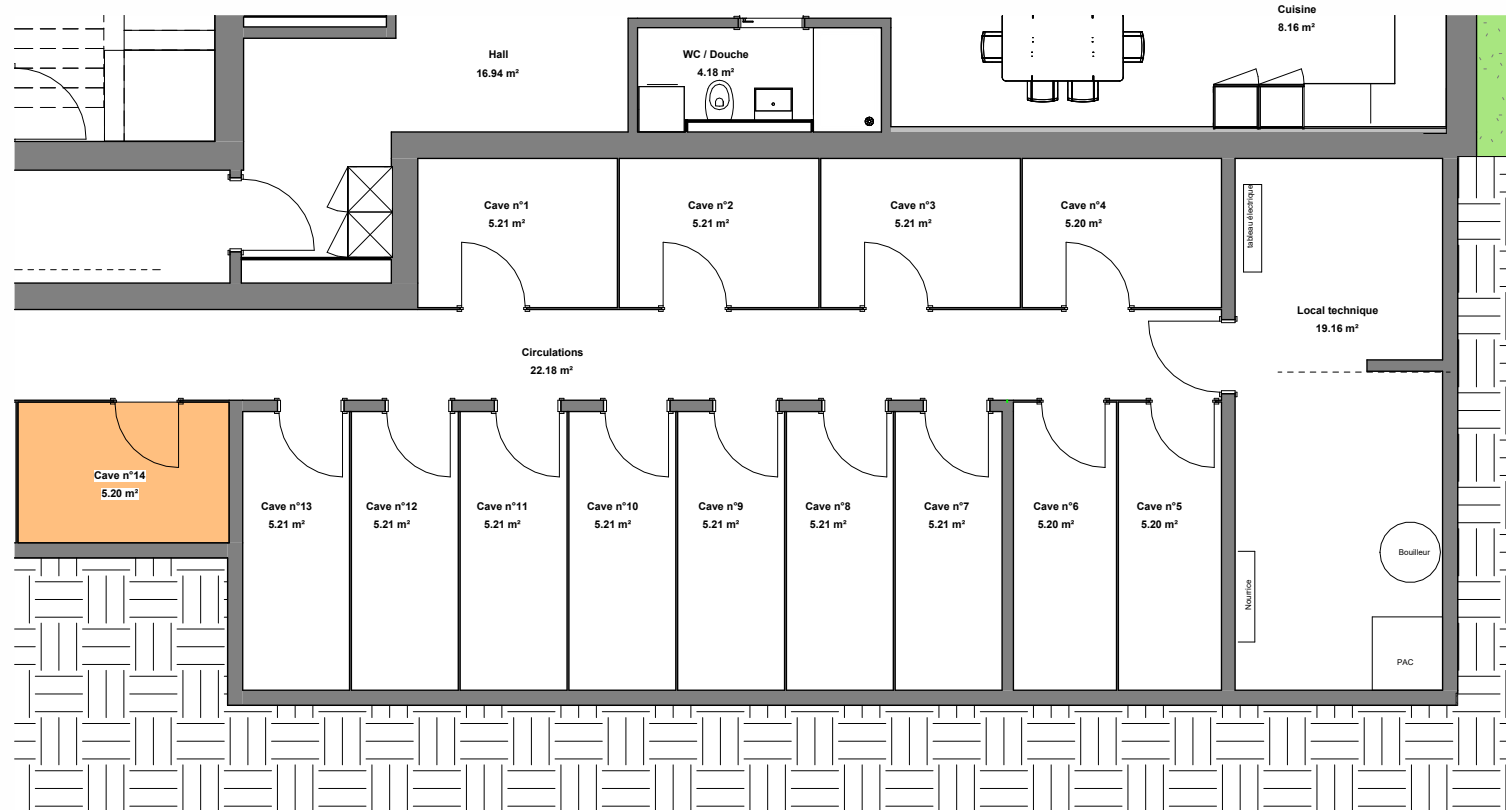 Cuisine
8.16 m²
Hall
16.94 m²
WC / Douche
4.18 m²
Cave n°1
5.21 m²
Cave n°2
5.21 m²
Cave n°3
5.21 m²
Cave n°4
5.20 m²
tableau électrique
Local technique
19.16 m²
Circulations
22.18 m²
Cave n°14
5.20 m²
Cave n°13
5.21 m²
Cave n°12
5.21 m²
Cave n°11
5.21 m²
Cave n°10
5.21 m²
Cave n°9
5.21 m²
Cave n°8
5.21 m²
Cave n°7
5.21 m²
Cave n°6
5.20 m²
Cave n°5
5.20 m²
Bouilleur
Nourrice
PAC